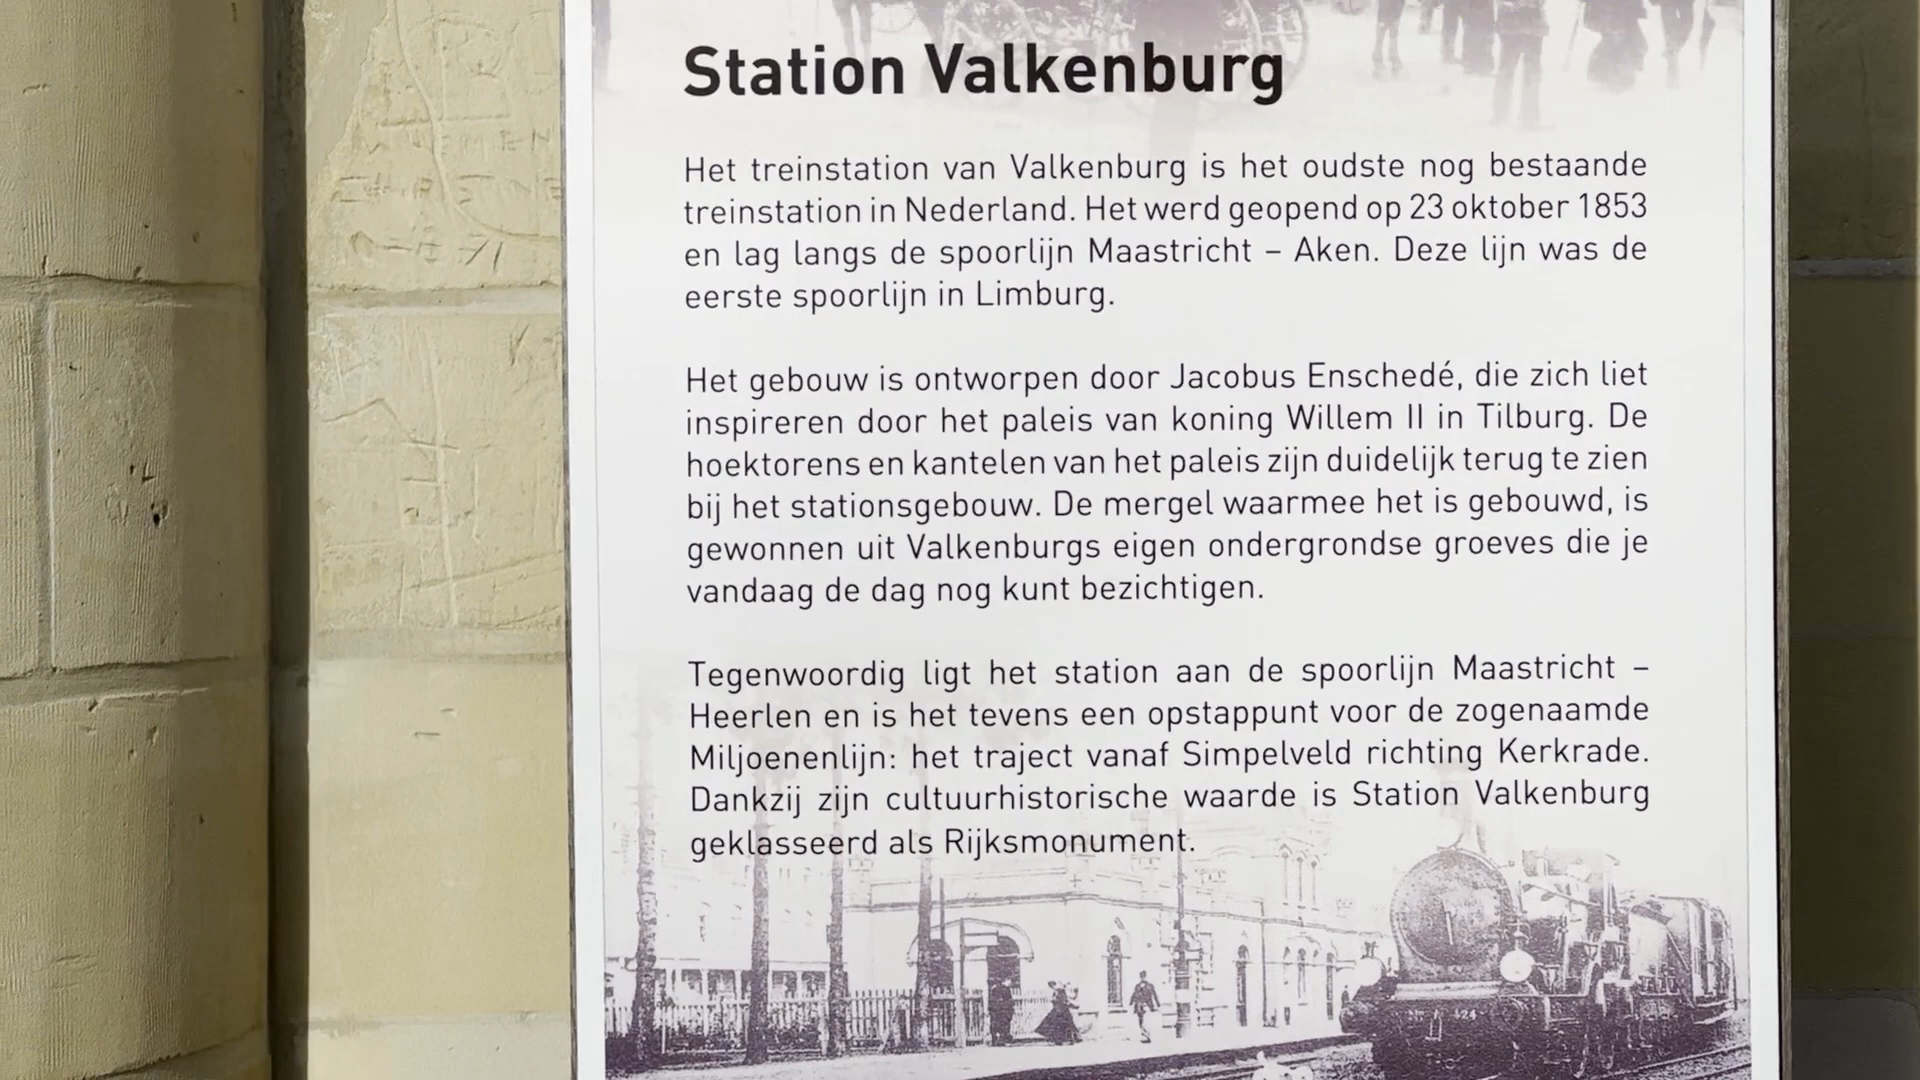 Station Valkenburg
Het treinstation van Valkenburg is het oudste nog bestaande
treinstation in Nederland. Het werd geopend op 23 oktober 1853
en lag langs de spoorlijn Maastricht – Aken. Deze lijn was de
eerste spoorlijn in Limburg.
Het gebouw is ontworpen door Jacobus Enschedé, die zich liet
inspireren door het paleis van koning Willem II in Tilburg. De
hoektorens en kantelen van het paleis zijn duidelijk terug te zien
bij het stationsgebouw. De mergel waarmee het is gebouwd, is
gewonnen uit Valkenburgs eigen ondergrondse groeves die je
vandaag de dag nog kunt bezichtigen.
Tegenwoordig ligt het station aan de spoorlijn Maastricht –
Heerlen en is het tevens een opstappunt voor de zogenaamde
Miljoenenlijn: het traject vanaf Simpelveld richting Kerkrade.
Dankzij zijn cultuurhistorische waarde is Station Valkenburg
geklasseerd als Rijksmonument.
424